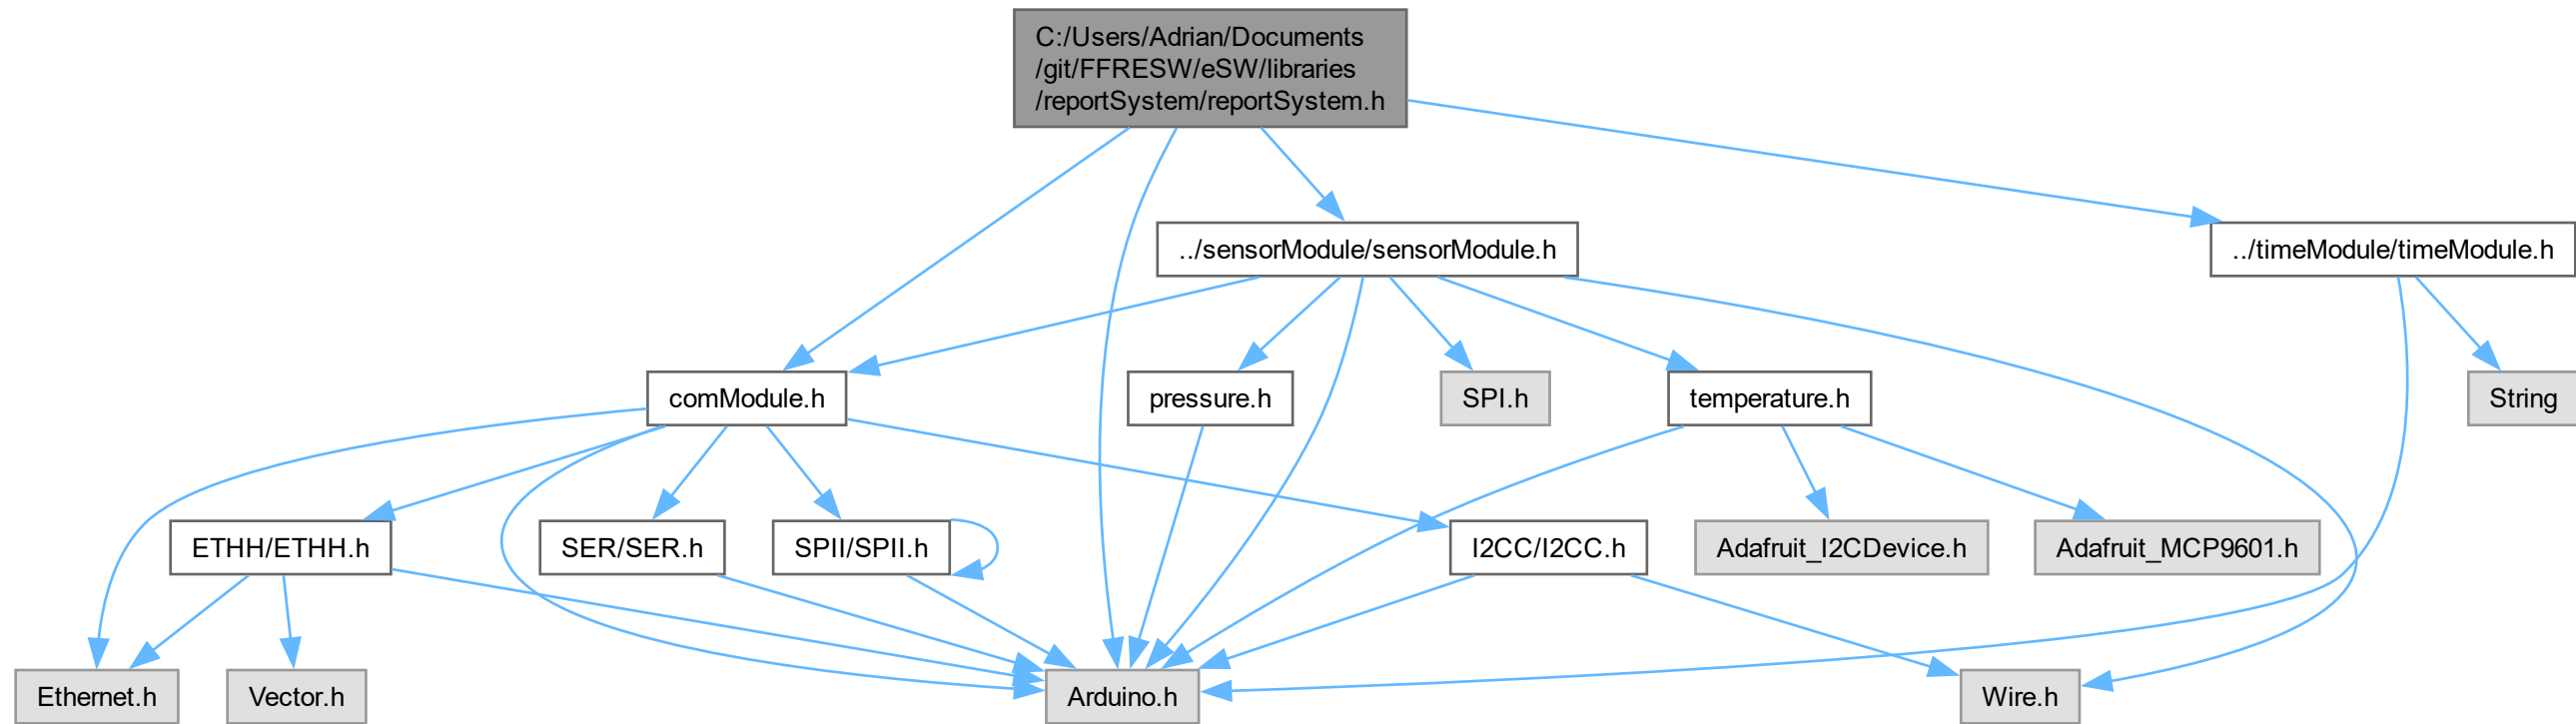 C:/Users/Adrian/Documents
/git/FFRESW/eSW/libraries
/reportSystem/reportSystem.h
../sensorModule/sensorModule.h
../timeModule/timeModule.h
comModule.h
pressure.h
SPI.h
temperature.h
String
ETHH/ETHH.h
SER/SER.h
SPII/SPII.h
I2CC/I2CC.h
Adafruit_I2CDevice.h
Adafruit_MCP9601.h
Ethernet.h
Vector.h
Arduino.h
Wire.h